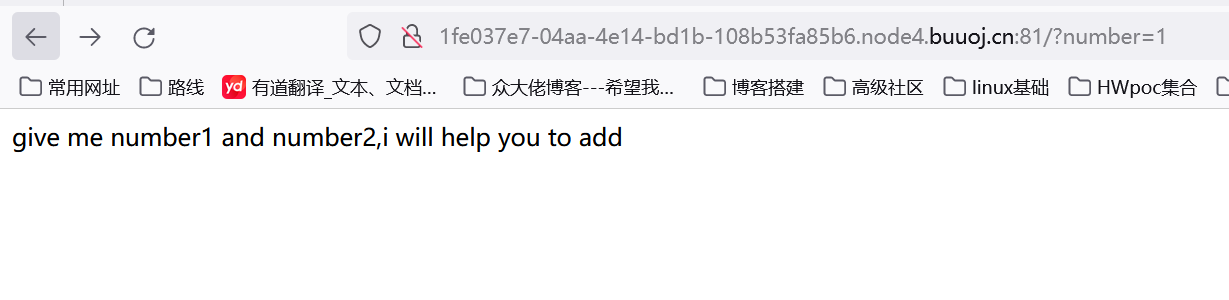 1fe037e7-04aa-4e14-bd1b-108b53fa85b6.node4.buuoj.cn:81/?number=1
常用网址 路线 yd 有道翻译_文本、文档... 众大佬博客---希望我... 博客搭建 高级社区 linux基础 HWpoc集合
give me number1 and number2,i will help you to add